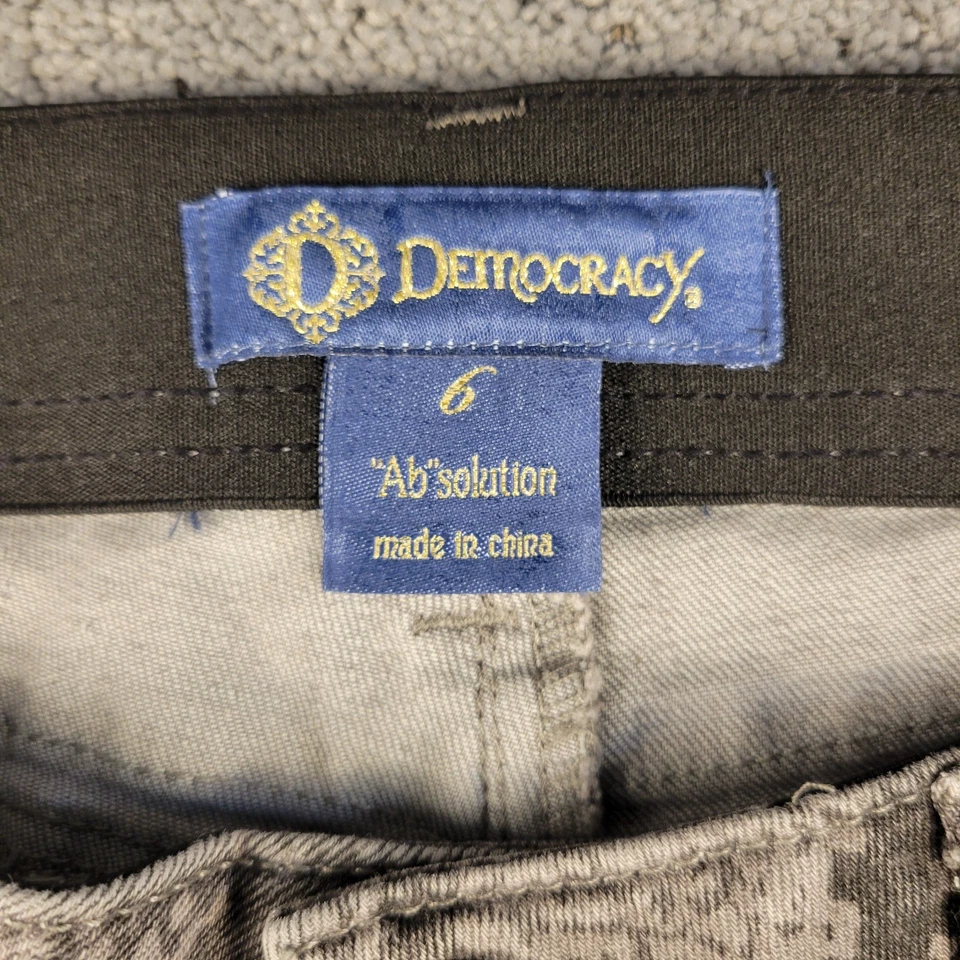 D DEMOCRACY®
6
"Ab"solution
made in china